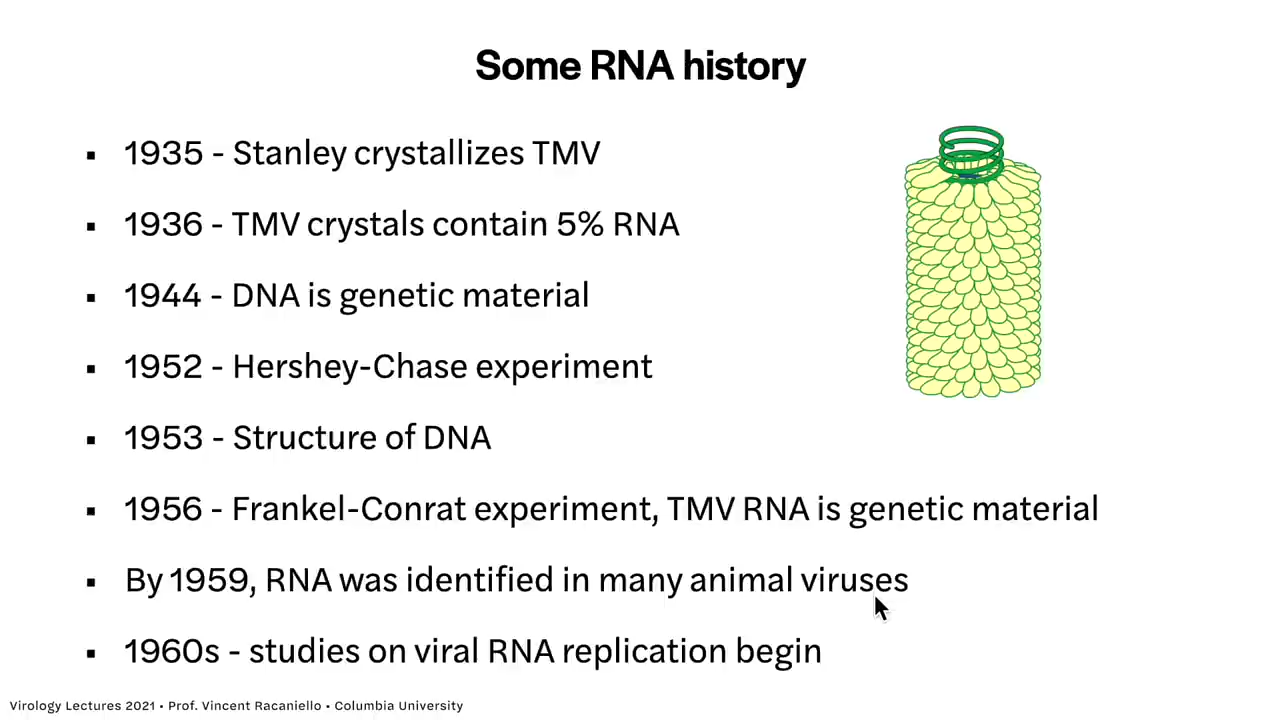 Some RNA history
▪ 1935 - Stanley crystallizes TMV
▪ 1936 - TMV crystals contain 5% RNA
▪ 1944 - DNA is genetic material
▪ 1952 - Hershey-Chase experiment
▪ 1953 - Structure of DNA
▪ 1956 - Frankel-Conrat experiment, TMV RNA is genetic material
▪ By 1959, RNA was identified in many animal viruses
▪ 1960s - studies on viral RNA replication begin
Virology Lectures 2021 • Prof. Vincent Racaniello • Columbia University